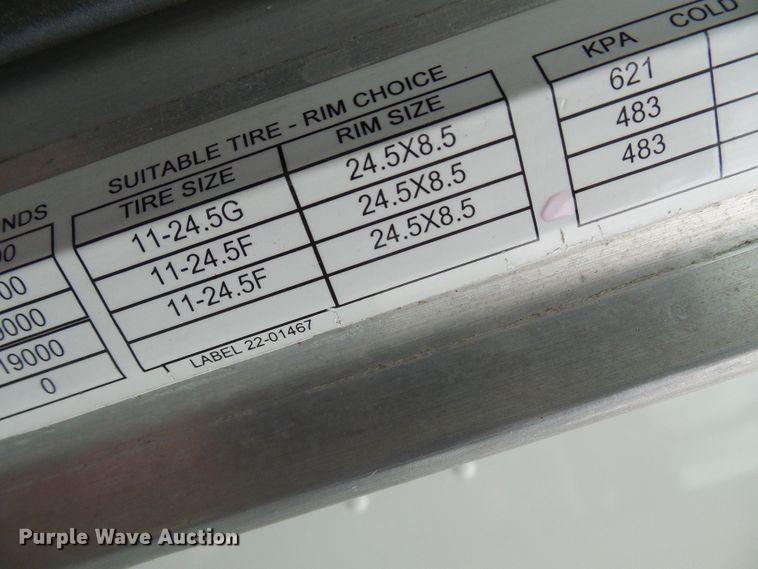 NDS
00
000
19000
0
SUITABLE TIRE - RIM CHOICE
TIRE SIZE RIM SIZE
11-24.5G 24.5X8.5
11-24.5F 24.5X8.5
11-24.5F 24.5X8.5
LABEL 22-01467
KPA COLD
621
483
483
Purple Wave Auction